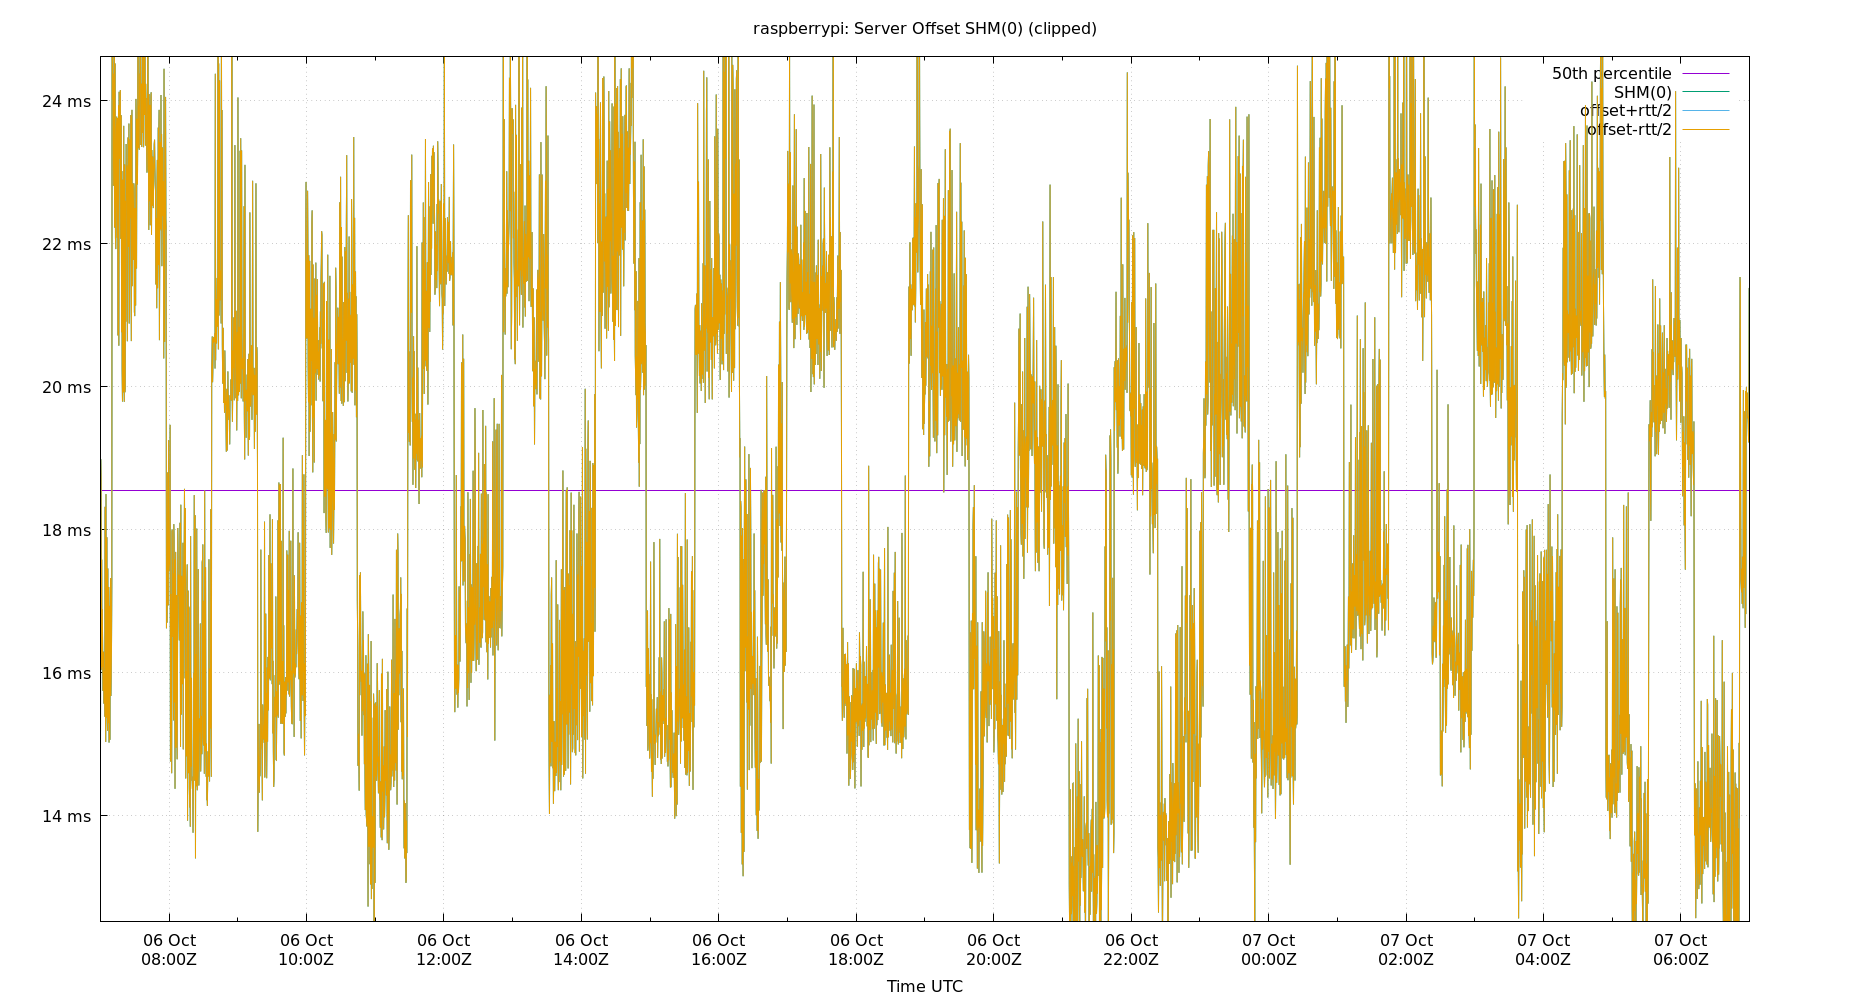 raspberrypi: Server Offset SHM(0) (clipped)
50th percentile
SHM(0)
offset+rtt/2
offset-rtt/2
24 ms
22 ms
20 ms
18 ms
16 ms
14 ms
06 Oct 06 Oct 06 Oct 06 Oct 06 Oct 06 Oct 06 Oct 06 Oct 07 Oct 07 Oct 07 Oct 07 Oct
08:00Z 10:00Z 12:00Z 14:00Z 16:00Z 18:00Z 20:00Z 22:00Z 00:00Z 02:00Z 04:00Z 06:00Z
Time UTC